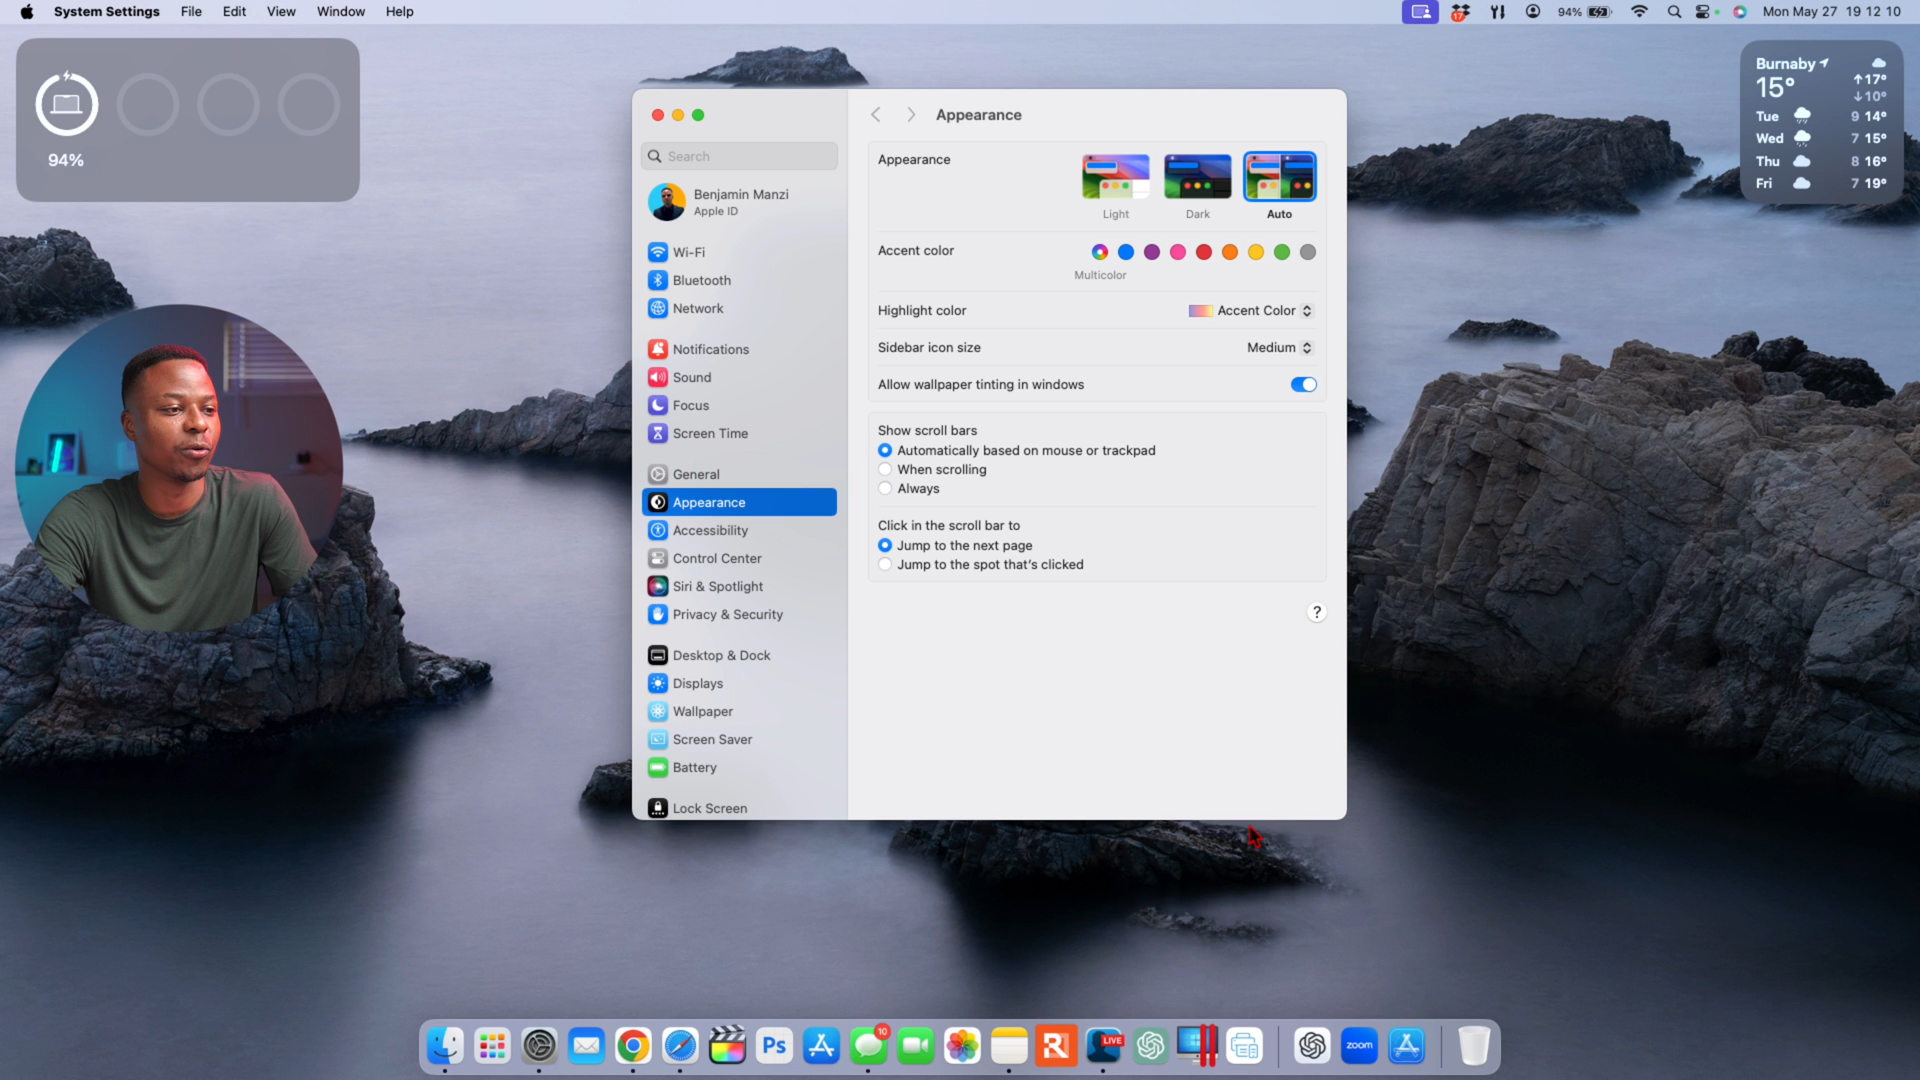 System Settings File Edit View Window Help
17
94%
Mon May 27 19 12 10
94%
Burnaby
15° ↑17°
↓10°
Tue 9 14°
Wed 7 15°
Thu 8 16°
Fri 7 19°
Search
Benjamin Manzi
Apple ID
Wi-Fi
Bluetooth
Network
Notifications
Sound
Focus
Screen Time
General
Appearance
Accessibility
Control Center
Siri & Spotlight
Privacy & Security
Desktop & Dock
Displays
Wallpaper
Screen Saver
Battery
Lock Screen
Appearance
Appearance
Light Dark Auto
Accent color
Multicolor
Highlight color Accent Color
Sidebar icon size Medium
Allow wallpaper tinting in windows
Show scroll bars
Automatically based on mouse or trackpad
When scrolling
Always
Click in the scroll bar to
Jump to the next page
Jump to the spot that's clicked
?
Ps
10
R
LIVE
zoom